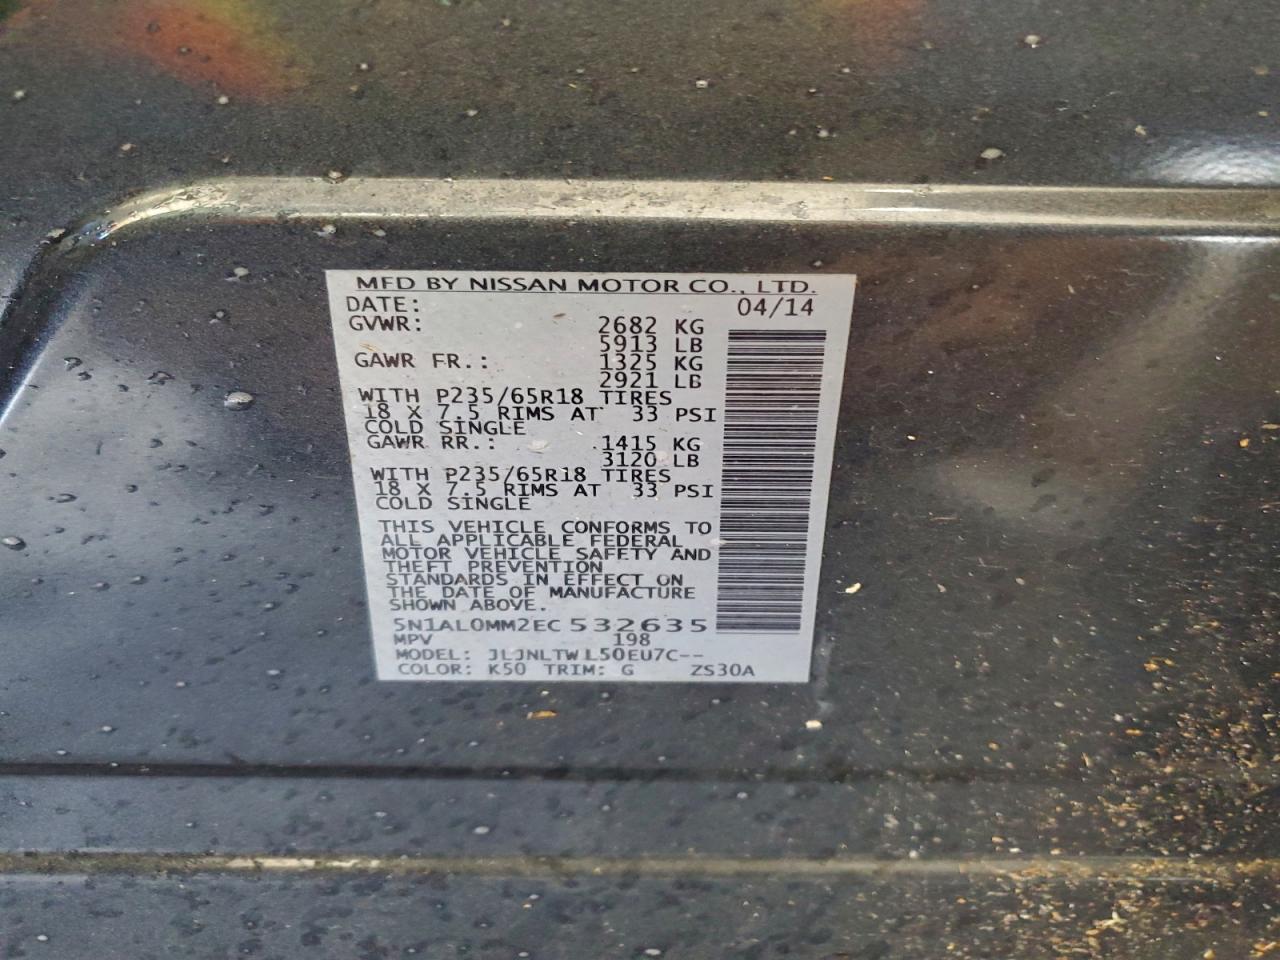 MFD BY NISSAN MOTOR CO., LTD.
DATE: 04/14
GVWR: 2682 KG
5913 LB
GAWR FR.: 1325 KG
2921 LB
WITH P235/65R18 TIRES
18 X 7.5 RIMS AT 33 PSI
COLD SINGLE
GAWR RR.: 1415 KG
3120 LB
WITH P235/65R18 TIRES
18 X 7.5 RIMS AT 33 PSI
COLD SINGLE
THIS VEHICLE CONFORMS TO
ALL APPLICABLE FEDERAL
MOTOR VEHICLE SAFETY AND
THEFT PREVENTION
STANDARDS IN EFFECT ON
THE DATE OF MANUFACTURE
SHOWN ABOVE.
5N1AL0MM2EC532635
MPV 198
MODEL: JLJNLTWL50EU7C--
COLOR: K50 TRIM: G ZS30A